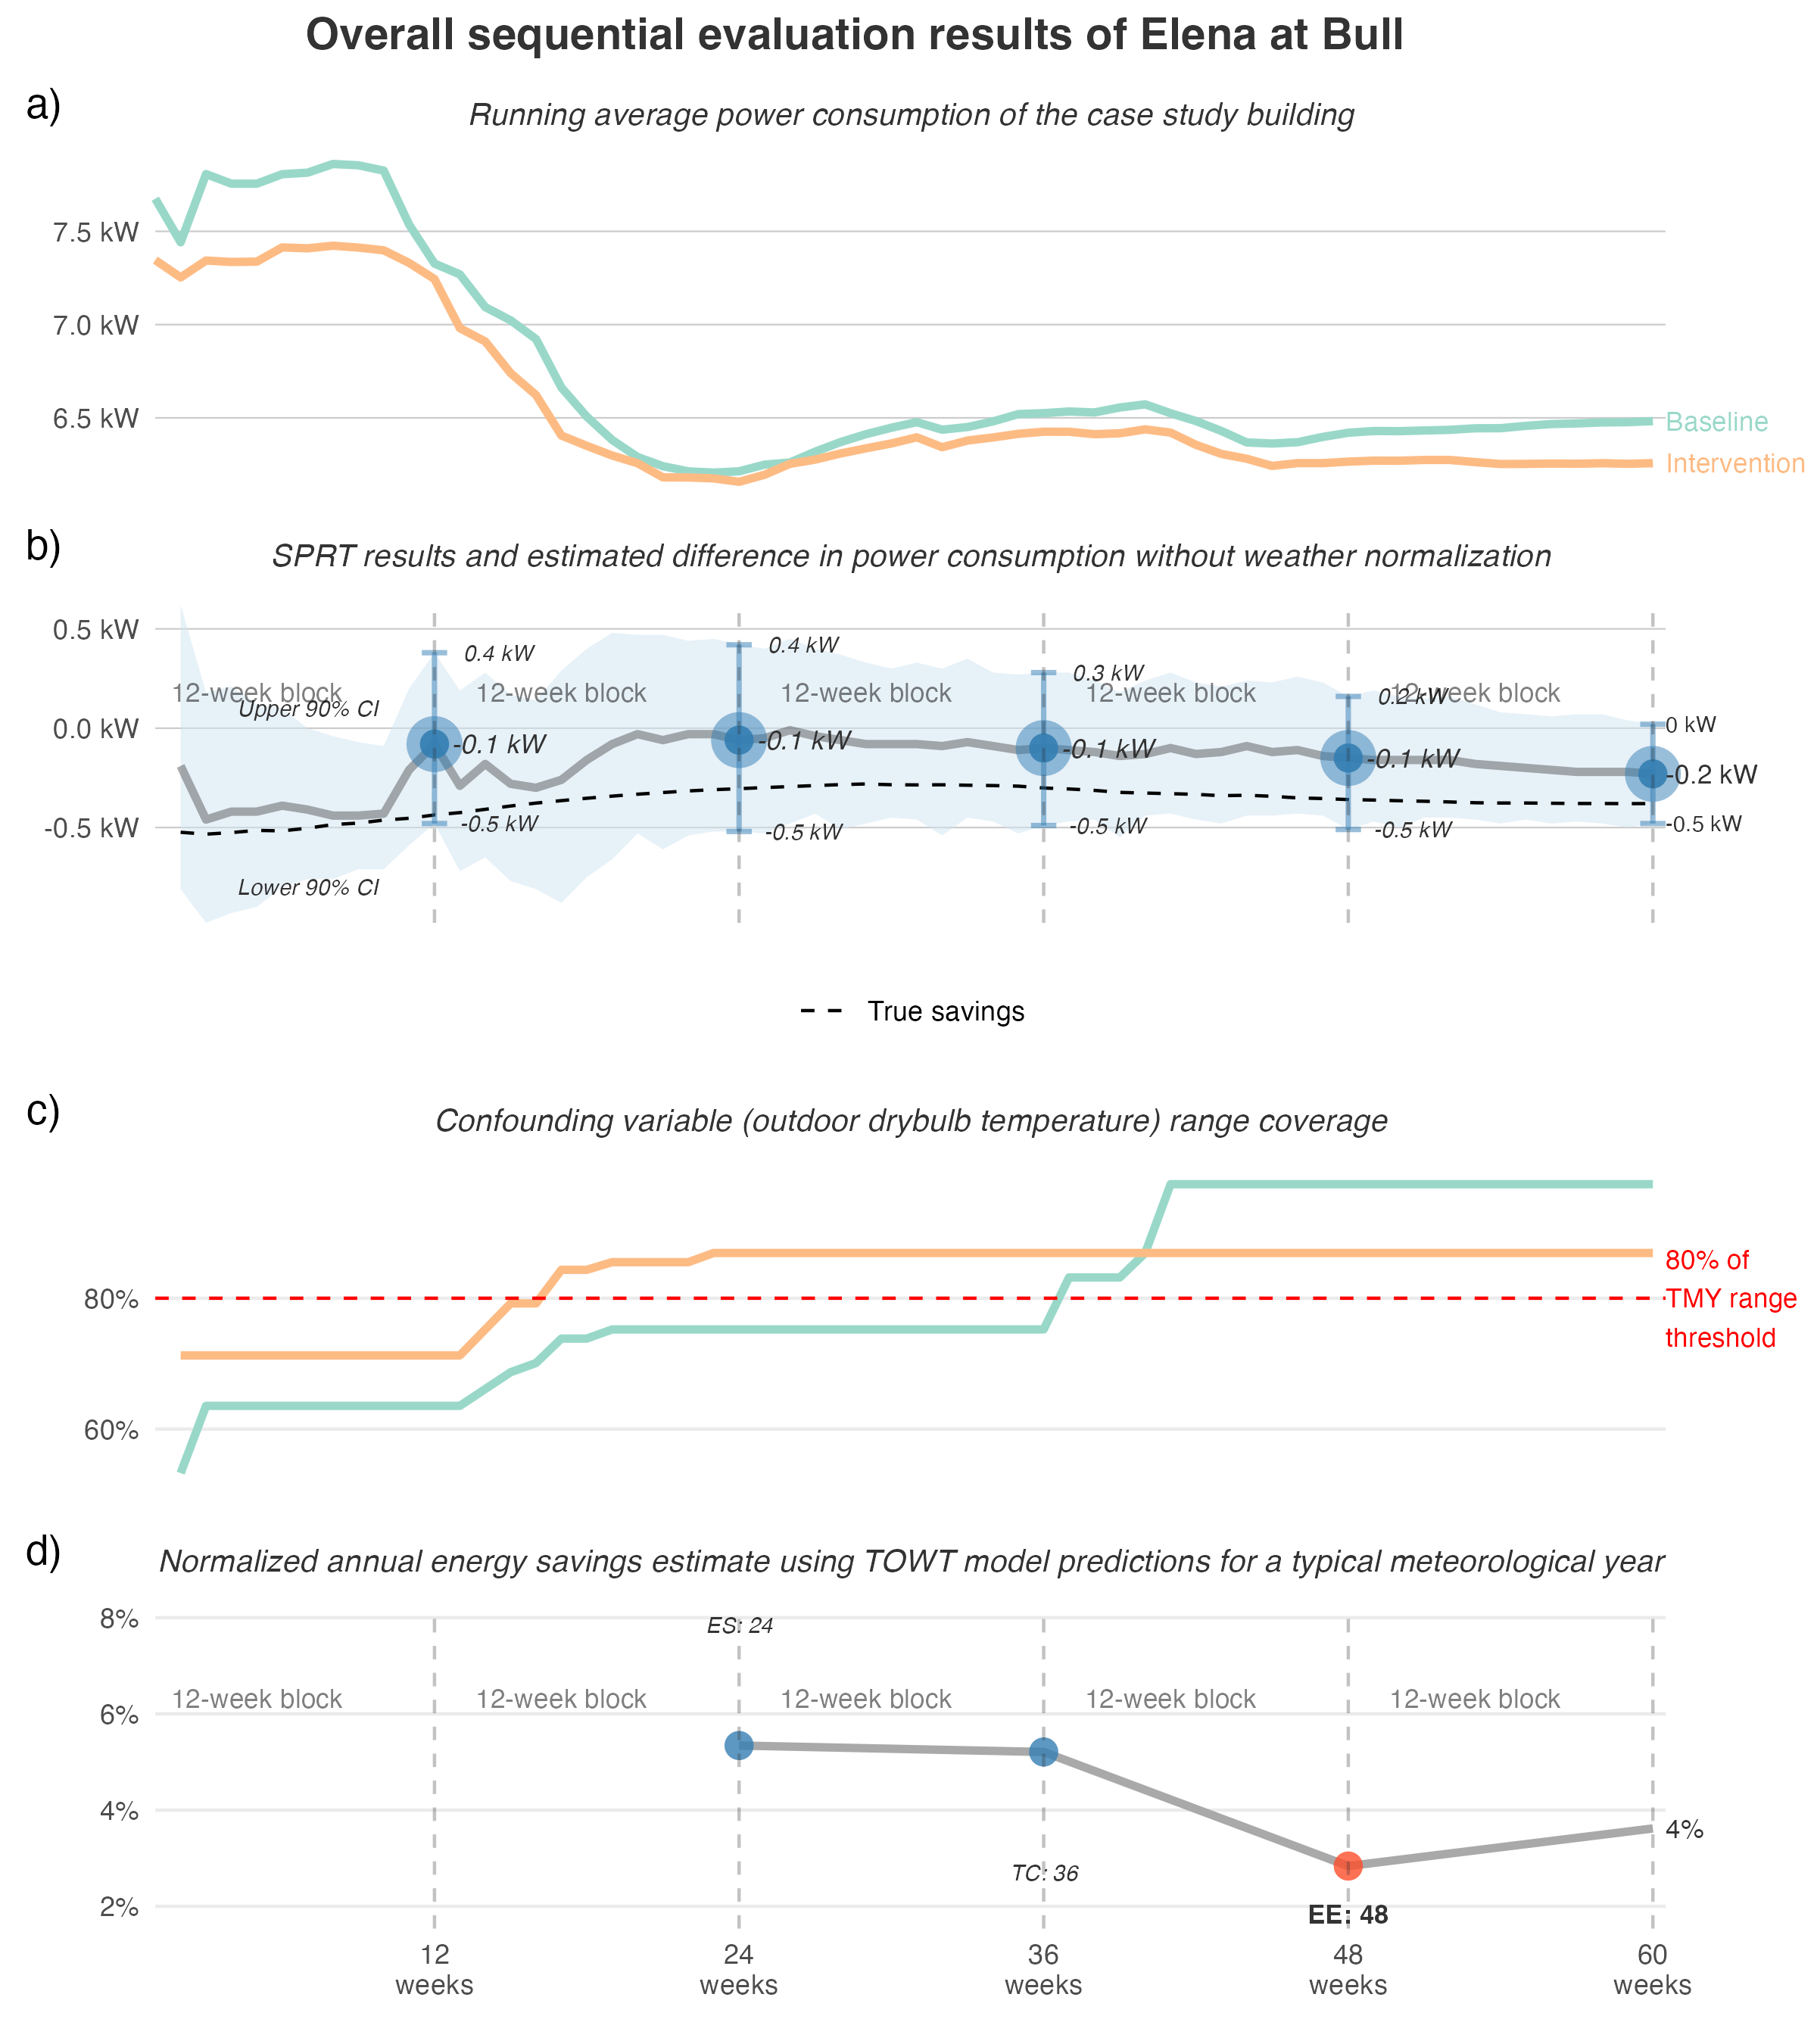 Overall sequential evaluation results of Elena at Bull
a)
Running average power consumption of the case study building
7.5 kW
7.0 kW
6.5 kW
Baseline
Intervention
b)
SPRT results and estimated difference in power consumption without weather normalization
0.5 kW
0.0 kW
-0.5 kW
12-week block
12-week block
12-week block
12-week block
12-week block
Upper 90% CI
Lower 90% CI
0.4 kW
-0.1 kW
-0.5 kW
0.4 kW
-0.1 kW
-0.5 kW
0.3 kW
-0.1 kW
-0.5 kW
0.2 kW
-0.1 kW
-0.5 kW
0 kW
-0.2 kW
-0.5 kW
True savings
c)
Confounding variable (outdoor drybulb temperature) range coverage
80%
60%
80% of
TMY range
threshold
d)
Normalized annual energy savings estimate using TOWT model predictions for a typical meteorological year
8%
6%
4%
2%
ES: 24
12-week block
12-week block
12-week block
12-week block
12-week block
4%
TC: 36
EE: 48
12
weeks
24
weeks
36
weeks
48
weeks
60
weeks